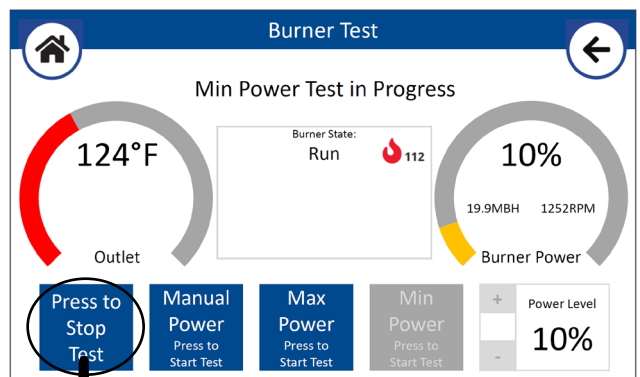 Burner Test
Min Power Test in Progress
124°F
Outlet
Burner State:
Run
112
10%
19.9MBH 1252RPM
Burner Power
Press to
Stop
Test
Manual
Power
Press to
Start Test
Max
Power
Press to
Start Test
Min
Power
Press to
Start Test
+
-
Power Level
10%